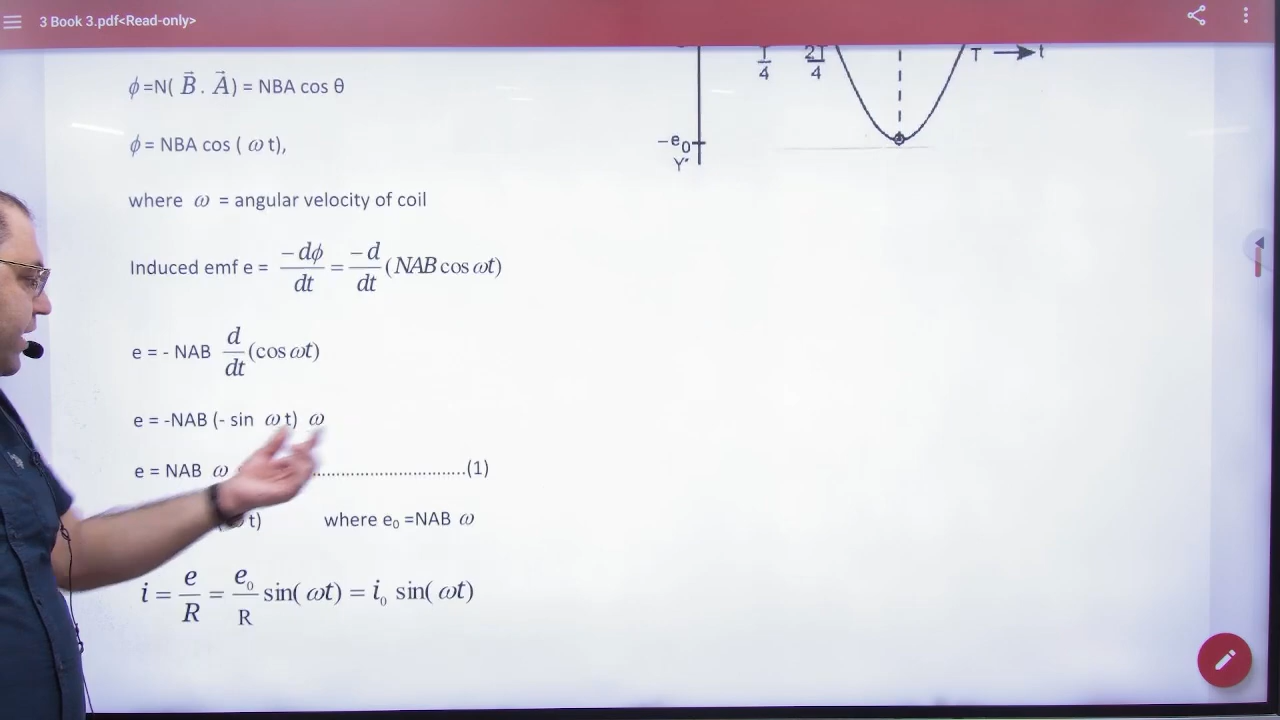 3 Book 3.pdf<Read-only>
ϕ =N( B⃗ . A⃗ ) = NBA cos θ
ϕ = NBA cos ( ω t),
where ω = angular velocity of coil
Induced emf e = −dϕ/dt = −d/dt (NAB cos ωt)
e = - NAB d/dt (cos ωt)
e = -NAB (- sin ω t) ω
e = NAB ω ..............................(1)
t) where e₀ =NAB ω
i = e/R = e₀/R sin( ωt) = i₀ sin( ωt)
T/4 2T/4 T t
−e₀
Y'